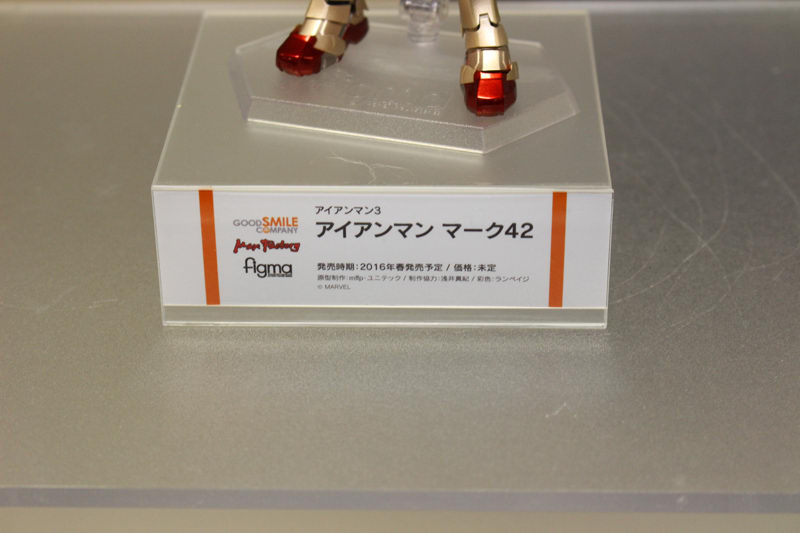 アイアンマン3
アイアンマン マーク42
発売時期：2016年春発売予定 / 価格：未定
原型制作：mflp・ユニテック / 制作協力：浅井真紀 / 彩色：ランペイジ
© MARVEL
GOOD SMILE
COMPANY
Max Factory
figma